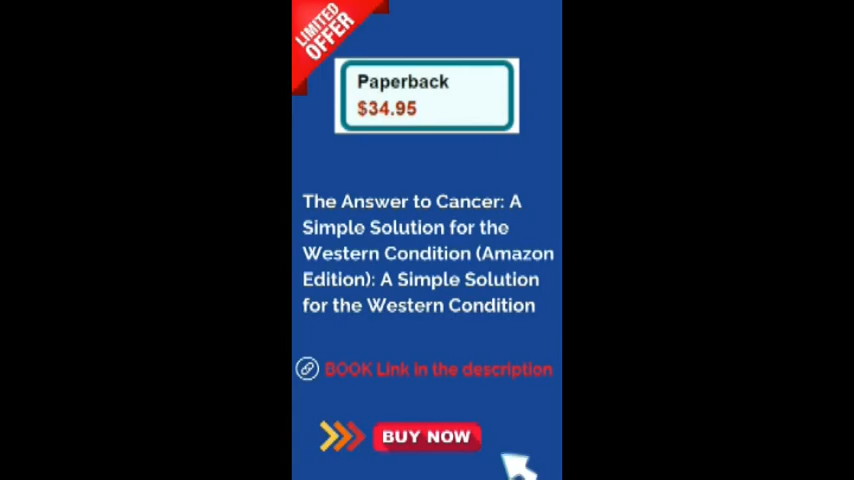 LIMITED
OFFER
Paperback
$34.95
The Answer to Cancer: A
Simple Solution for the
Western Condition (Amazon
Edition): A Simple Solution
for the Western Condition
BOOK Link in the description
BUY NOW